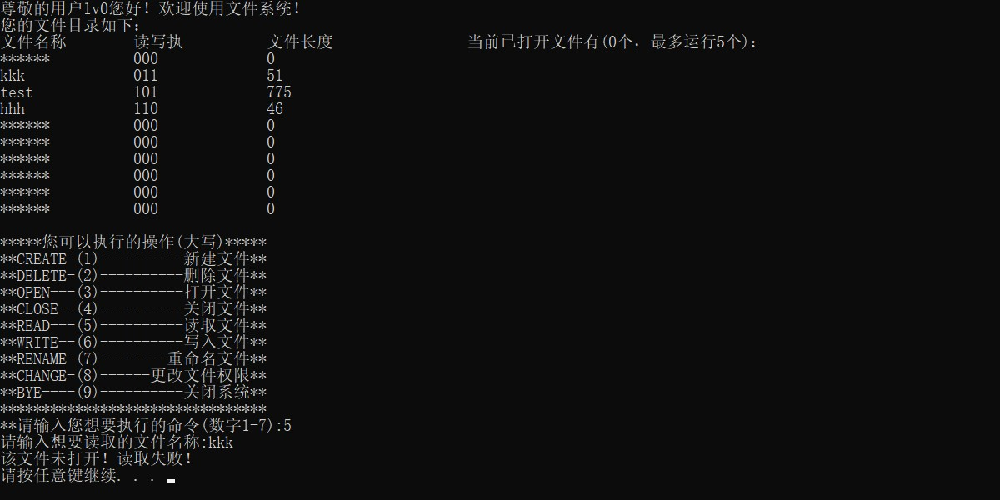 尊敬的用户lv0您好！欢迎使用文件系统！
您的文件目录如下：
文件名称 读写执 文件长度 当前已打开文件有(0个，最多运行5个)：
****** 000 0
kkk 011 51
test 101 775
hhh 110 46
****** 000 0
****** 000 0
****** 000 0
****** 000 0
****** 000 0
****** 000 0
*****您可以执行的操作(大写)*****
**CREATE-(1)----------新建文件**
**DELETE-(2)----------删除文件**
**OPEN---(3)----------打开文件**
**CLOSE--(4)----------关闭文件**
**READ---(5)----------读取文件**
**WRITE--(6)----------写入文件**
**RENAME-(7)--------重命名文件**
**CHANGE-(8)------更改文件权限**
**BYE----(9)----------关闭系统**
********************************
**请输入您想要执行的命令(数字1-7):5
请输入想要读取的文件名称:kkk
该文件未打开！读取失败！
请按任意键继续. . .